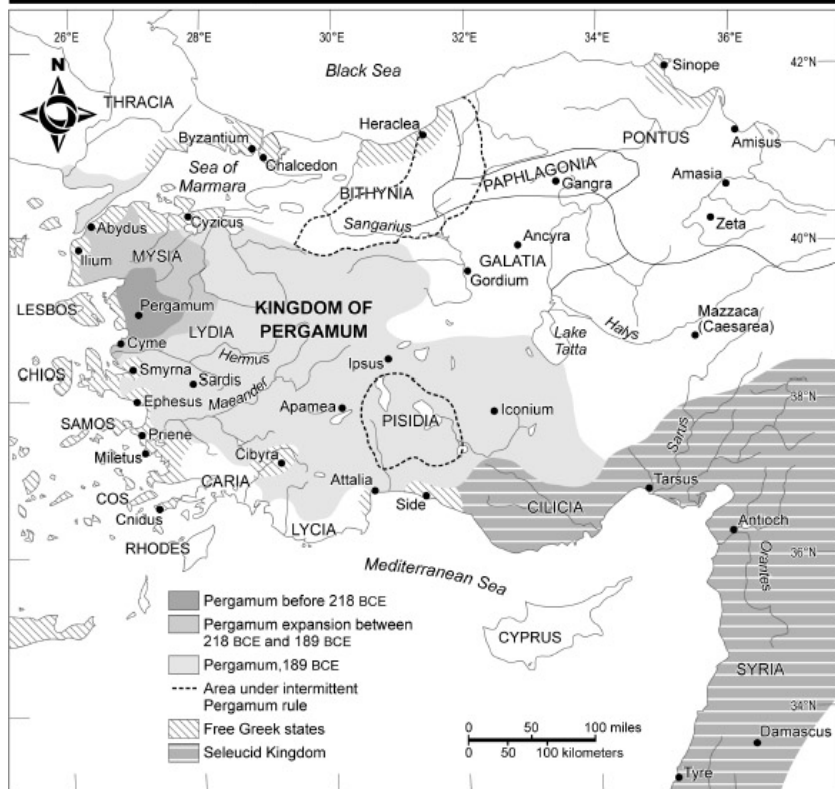 26°E
28°E
30°E
32°E
34°E
36°E
42°N
N
Black Sea
Sinope
THRACIA
Heraclea
Byzantium
PONTUS
Chalcedon
Amisus
Sea of
Marmara
BITHYNIA
PAPHLAGONIA
Gangra
Amasia
Cyzicus
Sangarius
Zeta
Abydus
Ancyra
40°N
Ilium
MYSIA
GALATIA
Gordium
LESBOS
Pergamum
KINGDOM OF
PERGAMUM
Mazzaca
(Caesarea)
LYDIA
Lake
Tatta
Halys
Cyme
Hermus
Ipsus
CHIOS
Smyrna
Sardis
38°N
Ephesus
Maeander
Apamea
PISIDIA
Iconium
SAMOS
Priene
Sarus
Miletus
Cibyra
CARIA
Attalia
Side
Tarsus
COS
CILICIA
Cnidus
LYCIA
Antioch
RHODES
36°N
Orantes
Mediterranean Sea
Pergamum before 218 BCE
Pergamum expansion between
218 BCE and 189 BCE
CYPRUS
Pergamum, 189 BCE
SYRIA
Area under intermittent
Pergamum rule
34°N
Free Greek states
0 50 100 miles
Seleucid Kingdom
0 50 100 kilometers
Damascus
Tyre